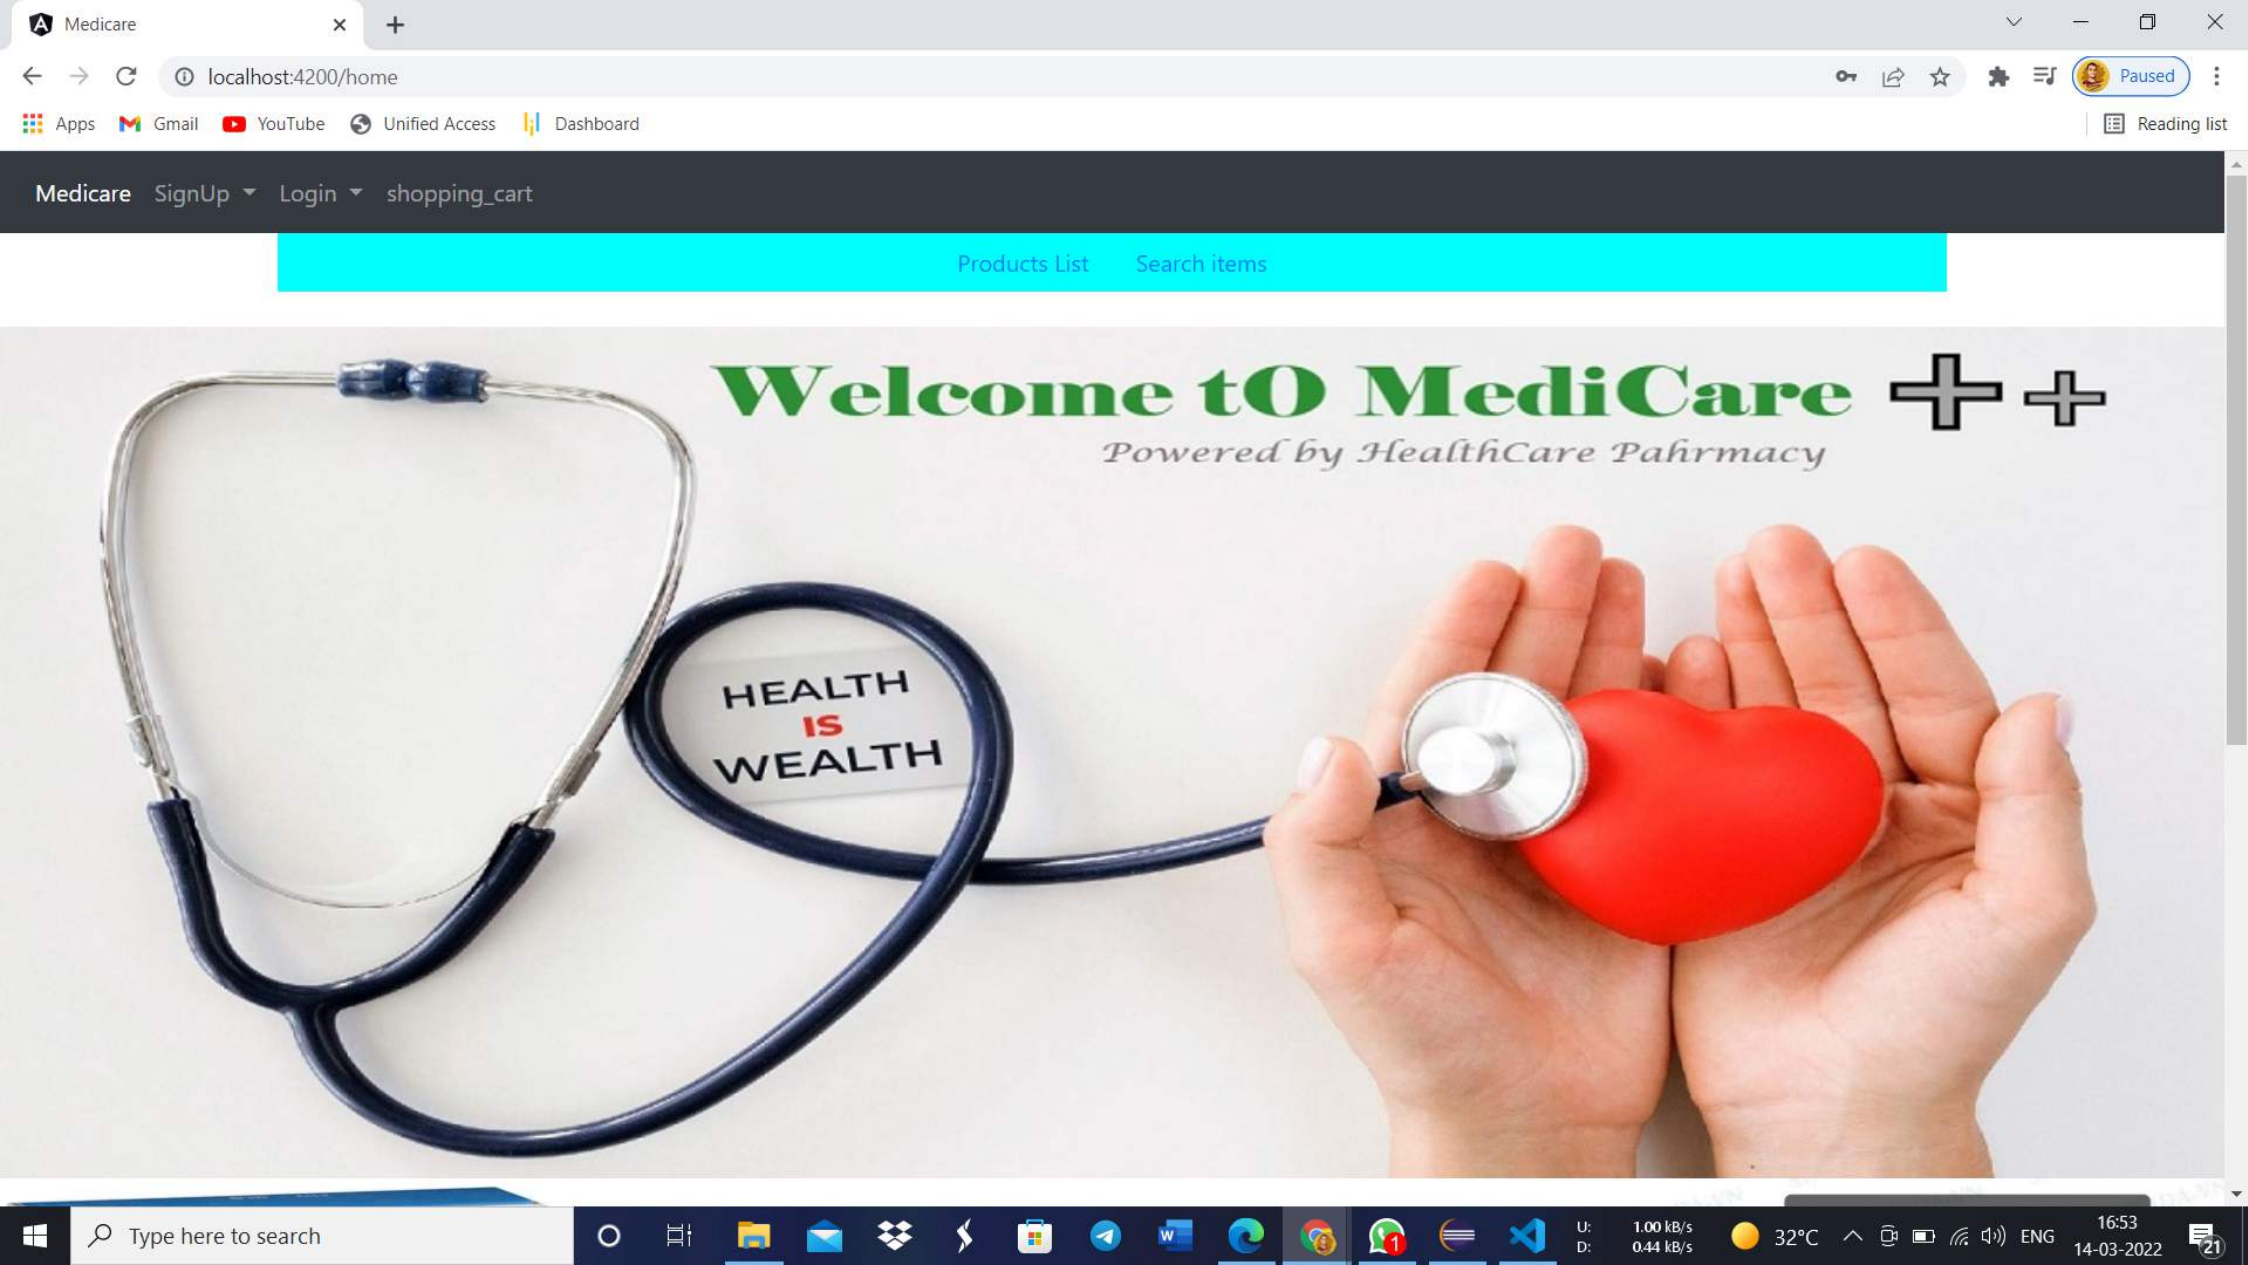 Medicare
localhost:4200/home
Paused
Apps Gmail YouTube Unified Access Dashboard Reading list
Medicare SignUp Login shopping_cart
Products List Search items
Welcome tO MediCare
Powered by HealthCare Pahrmacy
HEALTH
IS
WEALTH
Type here to search
U: 1.00 kB/s
D: 0.44 kB/s
32°C
ENG
16:53
14-03-2022
1
21